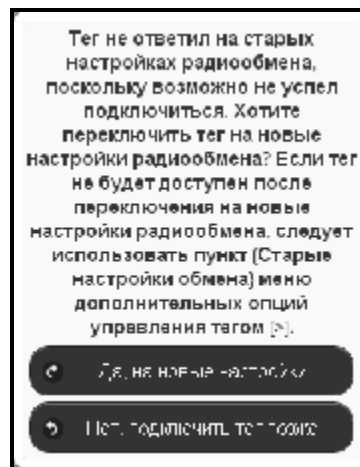 Тег не ответил на старых
настройках радиообмена,
поскольку возможно не успел
подключиться. Хотите
переключить тег на новые
настройки радиообмена? Если тег
не будет доступен после
переключения на новые
настройки радиообмена, следует
использовать пункт (Старые
настройки обмена) меню
дополнительных опций
управления тегом [>].
Да, на новые настройки
Нет, подключить тег позже